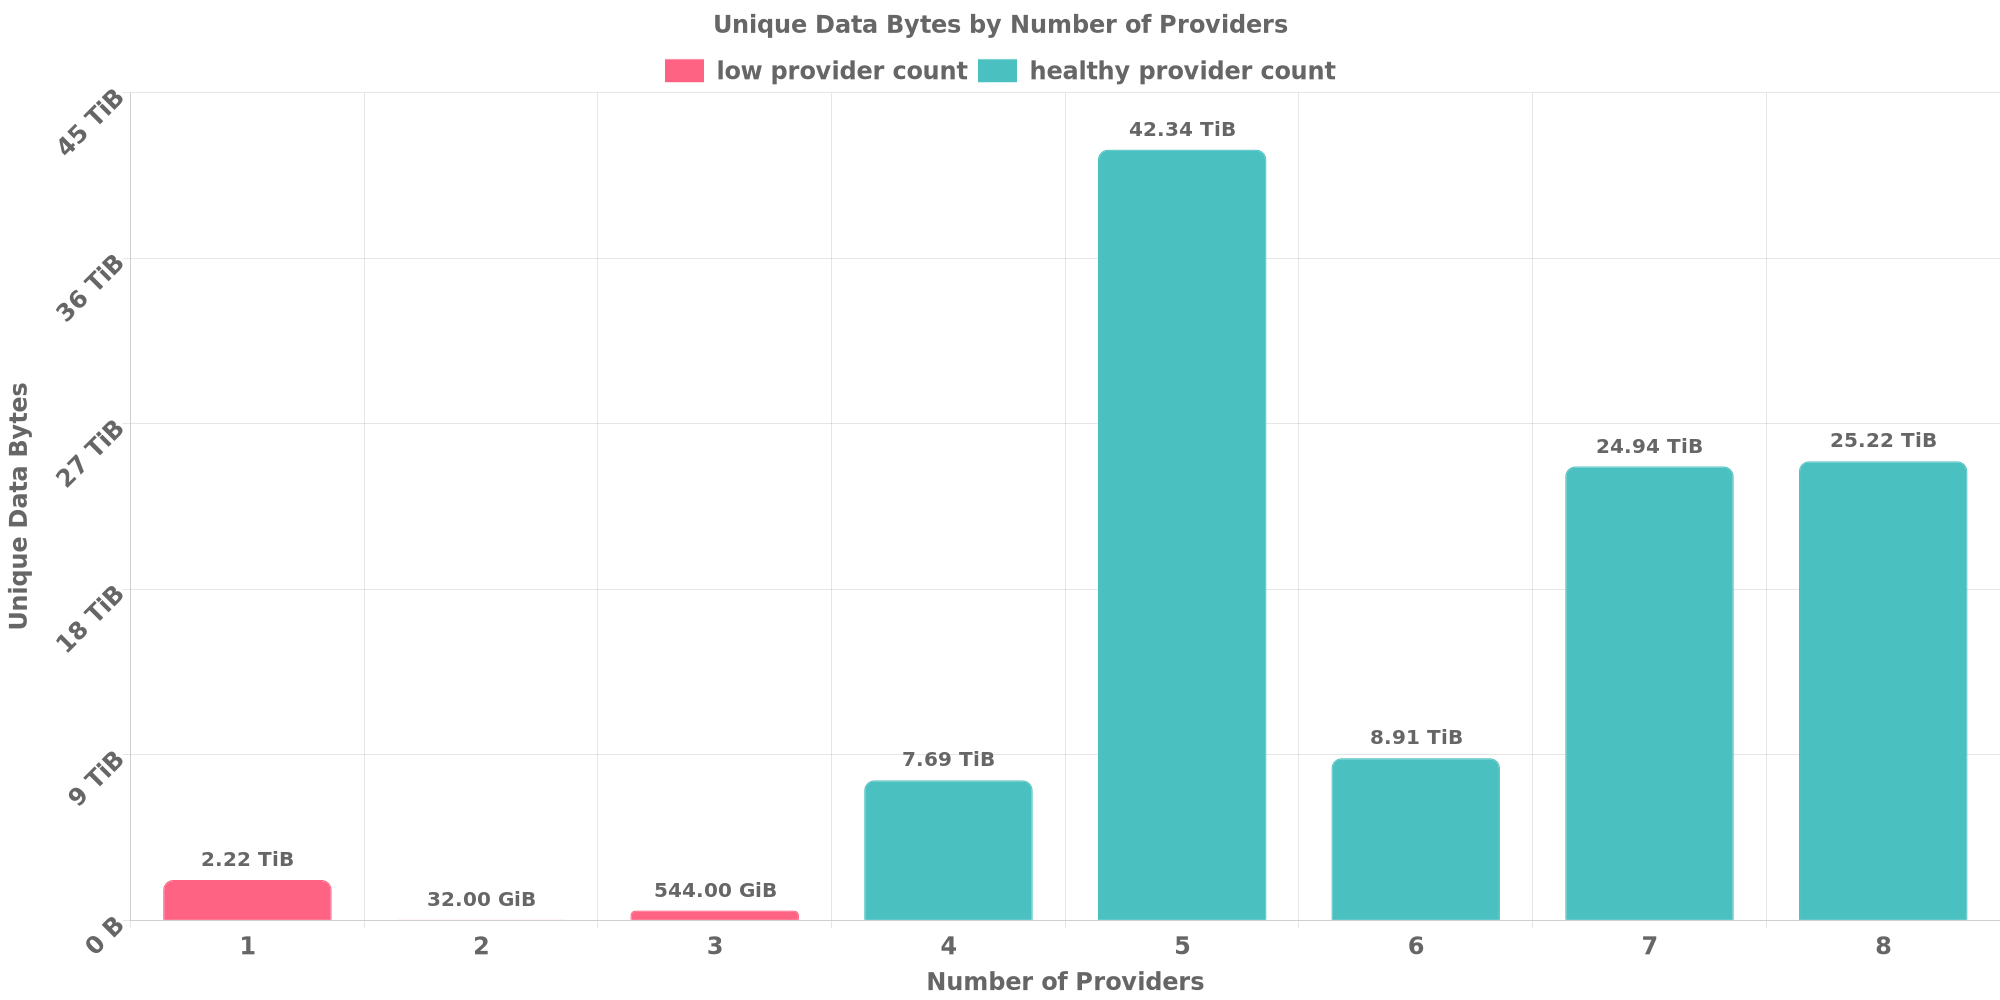 Unique Data Bytes by Number of Providers
low provider count healthy provider count
45 TiB
36 TiB
27 TiB
18 TiB
9 TiB
0 B
Unique Data Bytes
2.22 TiB
32.00 GiB
544.00 GiB
7.69 TiB
42.34 TiB
8.91 TiB
24.94 TiB
25.22 TiB
1 2 3 4 5 6 7 8
Number of Providers